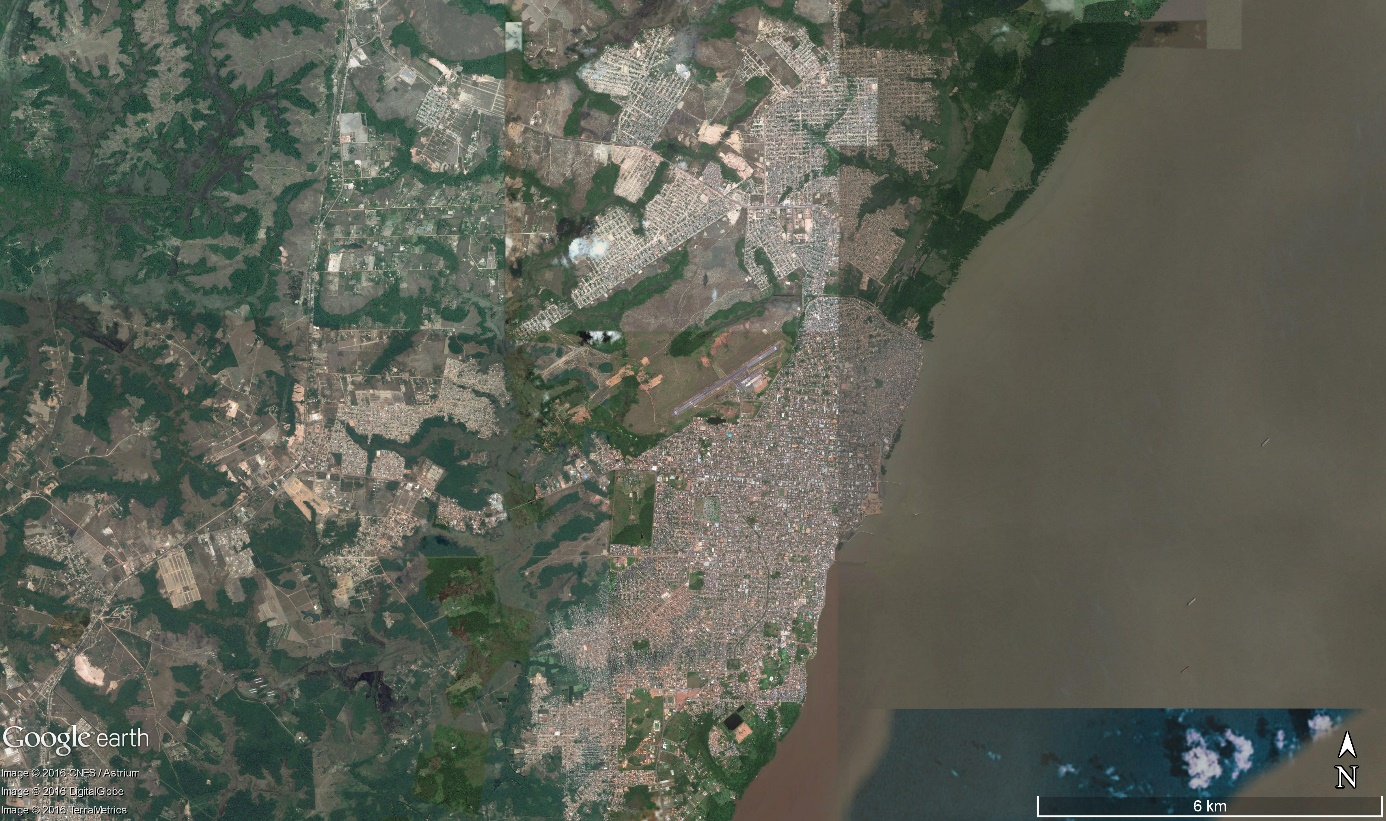 Google earth
Image © 2016 CNES / Astrium
Image © 2016 DigitalGlobe
Image © 2016 TerraMetrics
N
6 km